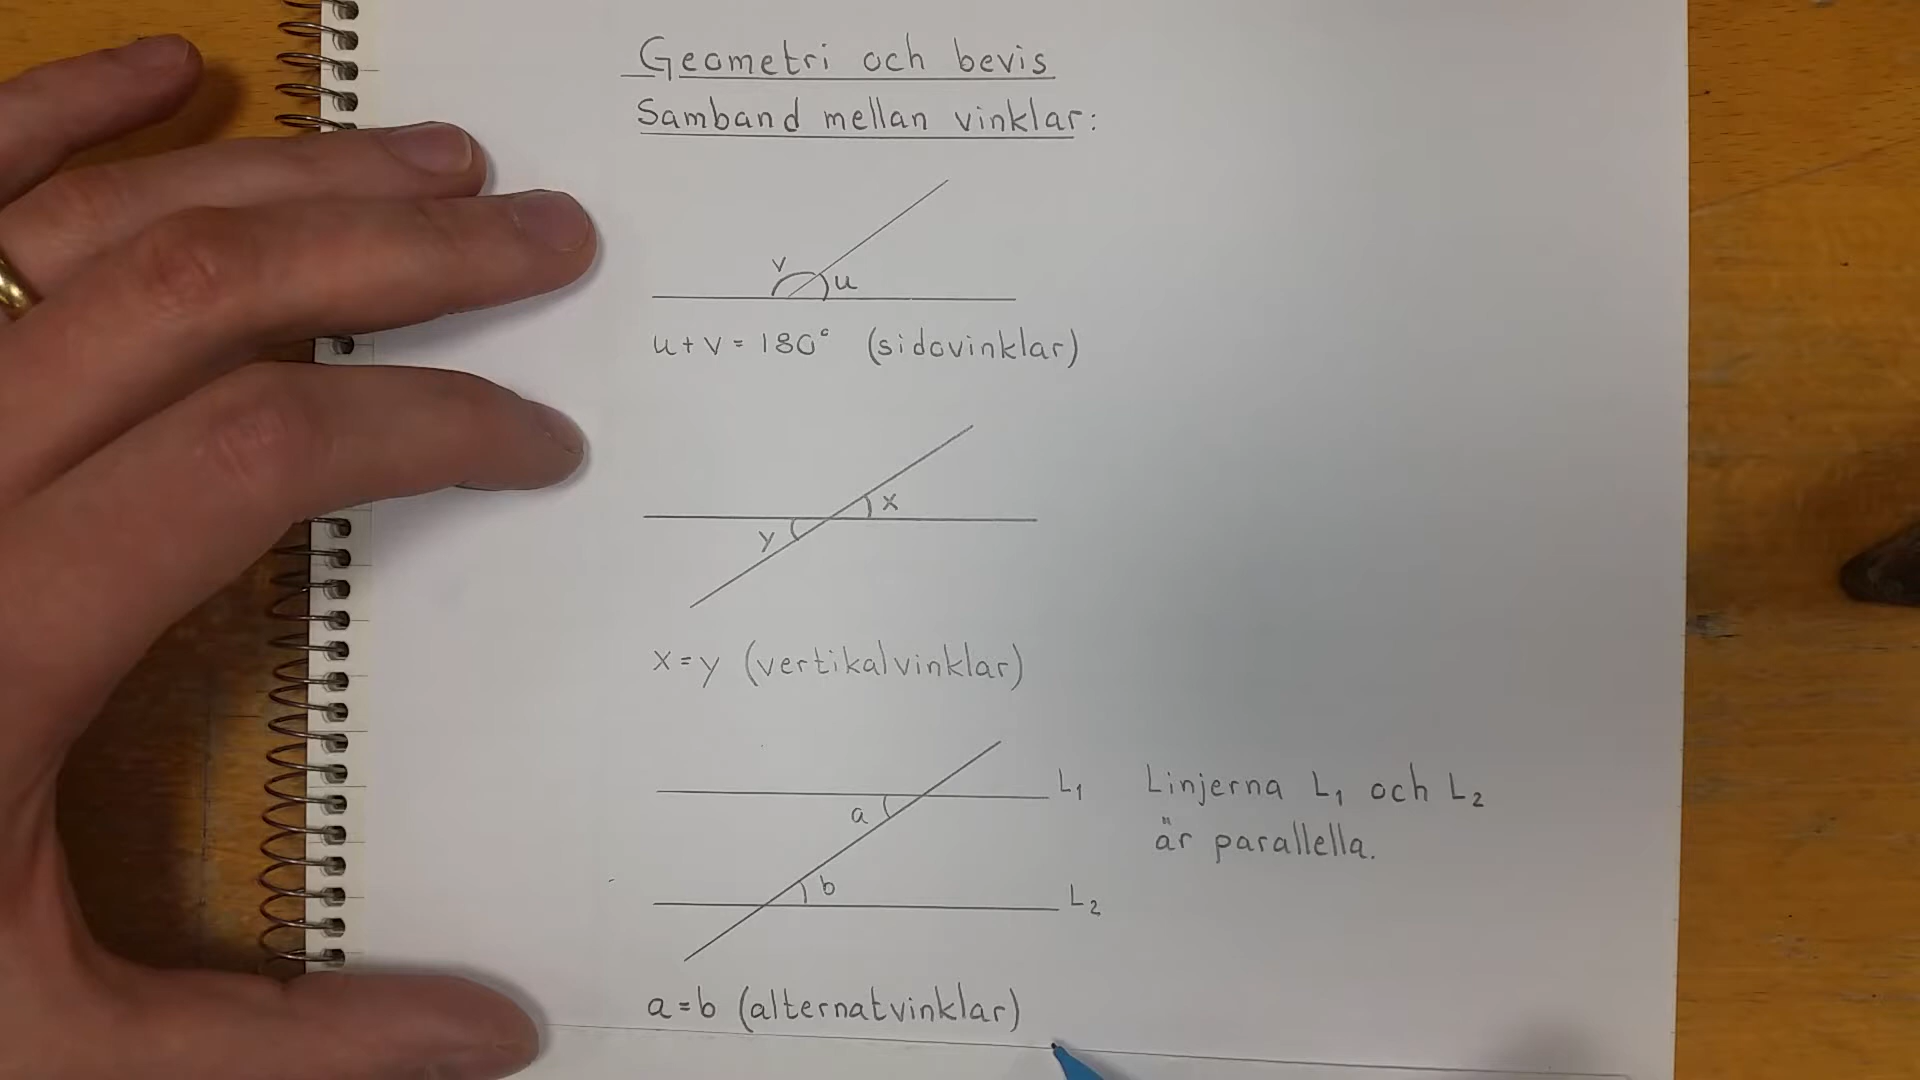 Geometri och bevis
Samband mellan vinklar:
v
u
u+v=180° (sidovinklar)
x
y
x=y (vertikalvinklar)
L₁ Linjerna L₁ och L₂
a
är parallella.
b
L₂
a=b (alternatvinklar)